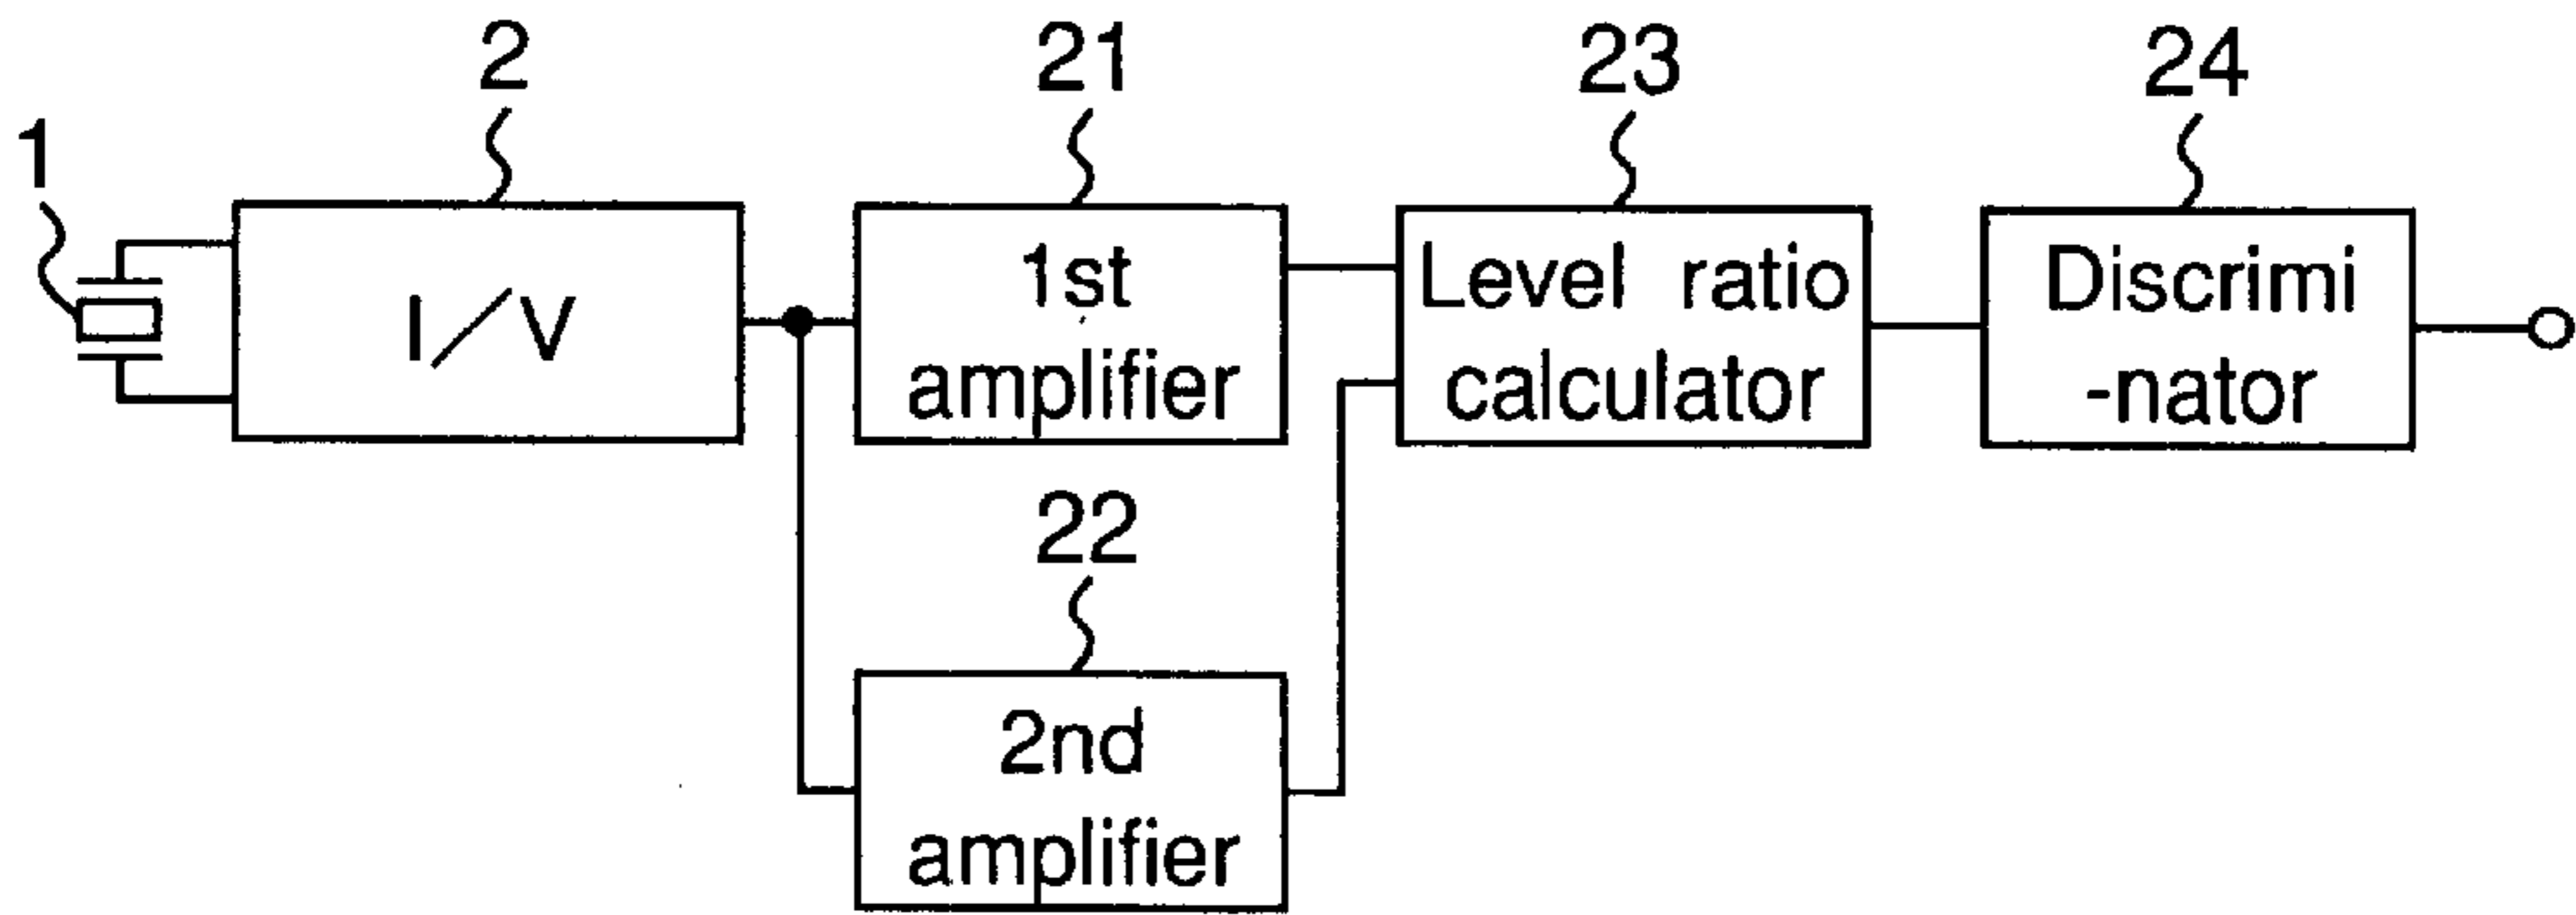 1
2
21
23
24
I/V
1st
amplifier
Level ratio
calculator
Discrimi
-nator
22
2nd
amplifier